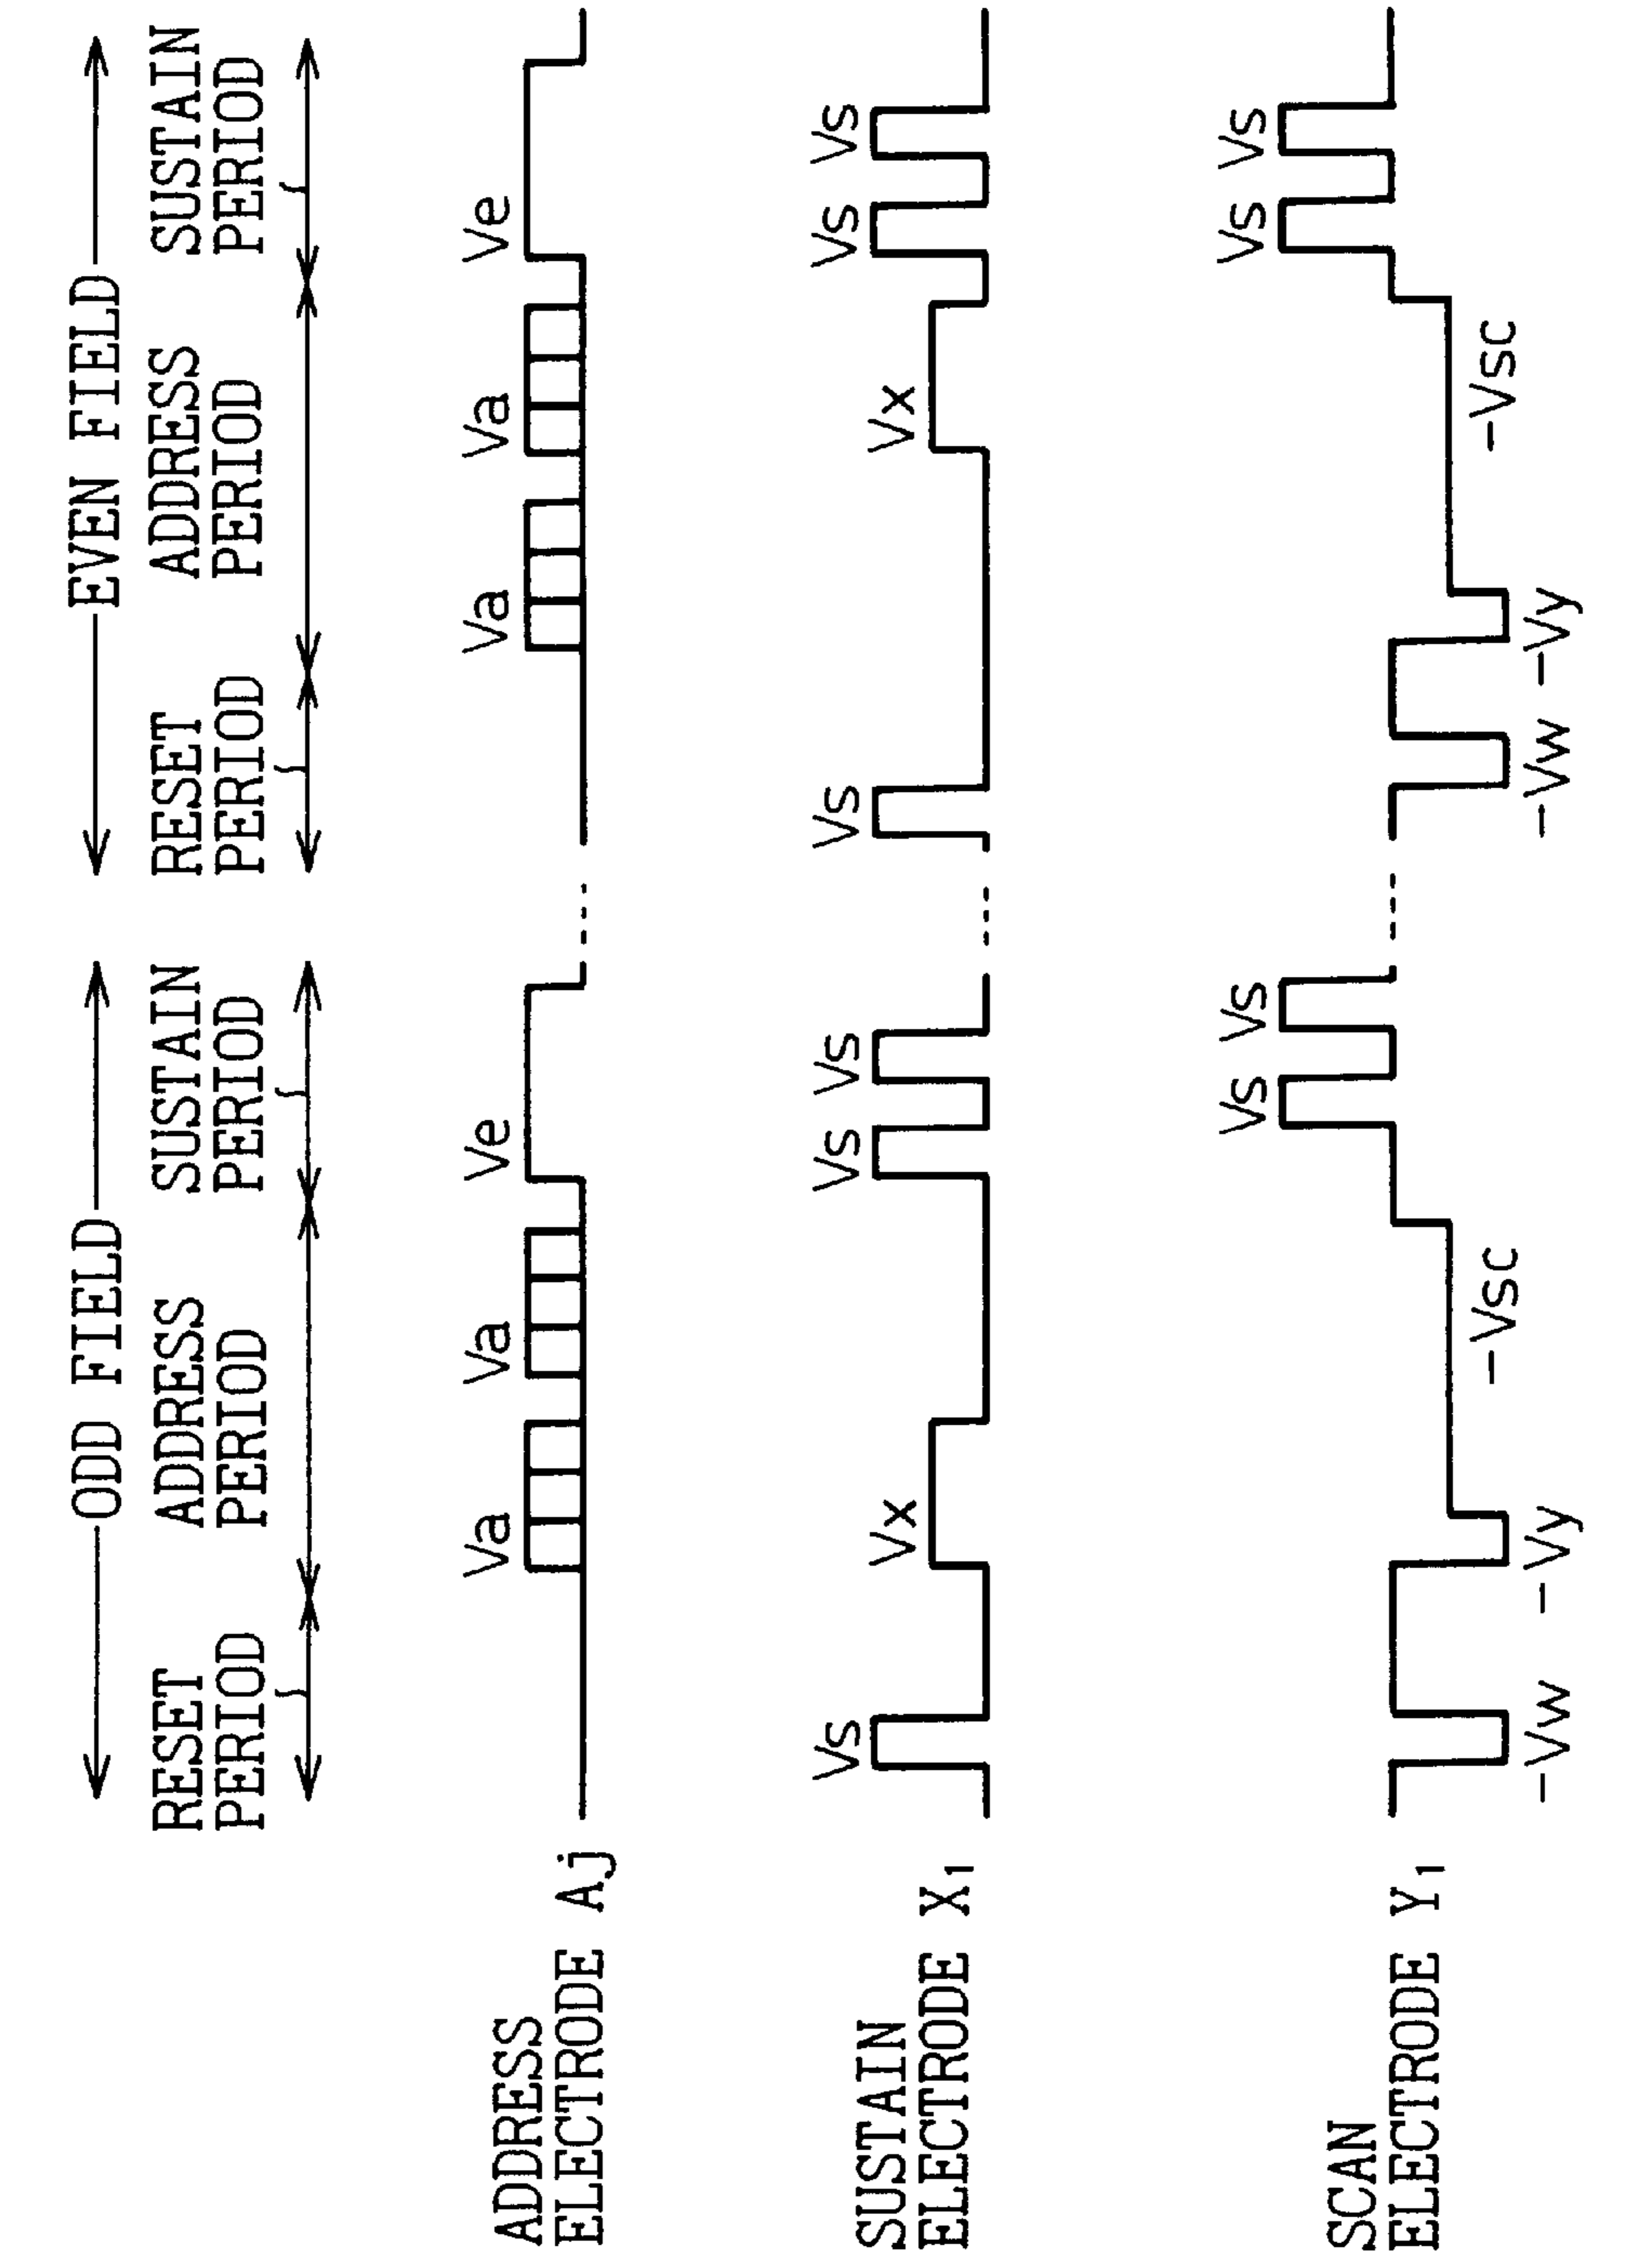 ODD FIELD
EVEN FIELD
RESET
PERIOD
ADDRESS
PERIOD
SUSTAIN
PERIOD
RESET
PERIOD
ADDRESS
PERIOD
SUSTAIN
PERIOD
ADDRESS
ELECTRODE Aj
Va
Va
Ve
Va
Va
Ve
SUSTAIN
ELECTRODE X₁
Vs
Vx
Vs
Vs
Vs
Vx
Vs
Vs
SCAN
ELECTRODE Y₁
-Vw
-Vy
-Vsc
Vs
Vs
-Vw
-Vy
-Vsc
Vs
Vs